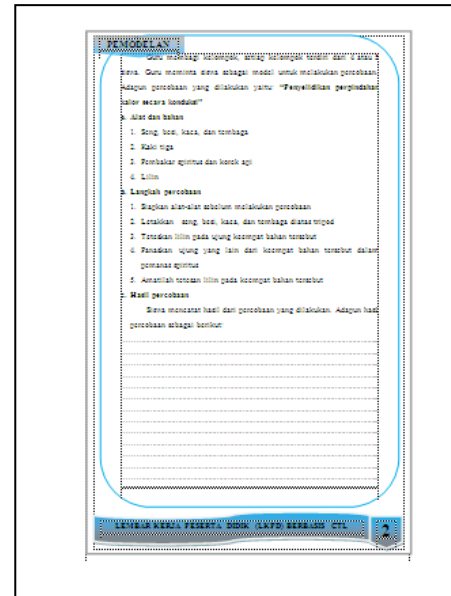 PEMODELAN
Guru membagi kelompok, setiap kelompok terdiri dari 4 atau 5
siswa. Guru meminta siswa sebagai model untuk melakukan percobaan.
Adapun percobaan yang dilakukan yaitu: “Penyelidikan perpindahan
kalor secara konduksi”
a. Alat dan bahan
1. Seng, besi, kaca, dan tembaga
2. Kaki tiga
3. Pembakar spiritus dan korek api
4. Lilin
b. Langkah percobaan
1. Siapkan alat-alat sebelum melakukan percobaan
2. Letakkan seng, besi, kaca, dan tembaga diatas tripod
3. Teteskan lilin pada ujung keempat bahan tersebut
4. Panaskan ujung yang lain dari keempat bahan tersebut dalam
pemanas spiritus
5. Amatilah tetesan lilin pada keempat bahan tersebut
c. Hasil percobaan
Siswa mencatat hasil dari percobaan yang dilakukan. Adapun hasil
percobaan sebagai berikut:
LEMBAR KERJA PESERTA DIDIK (LKPD) BERBASIS CTL
2